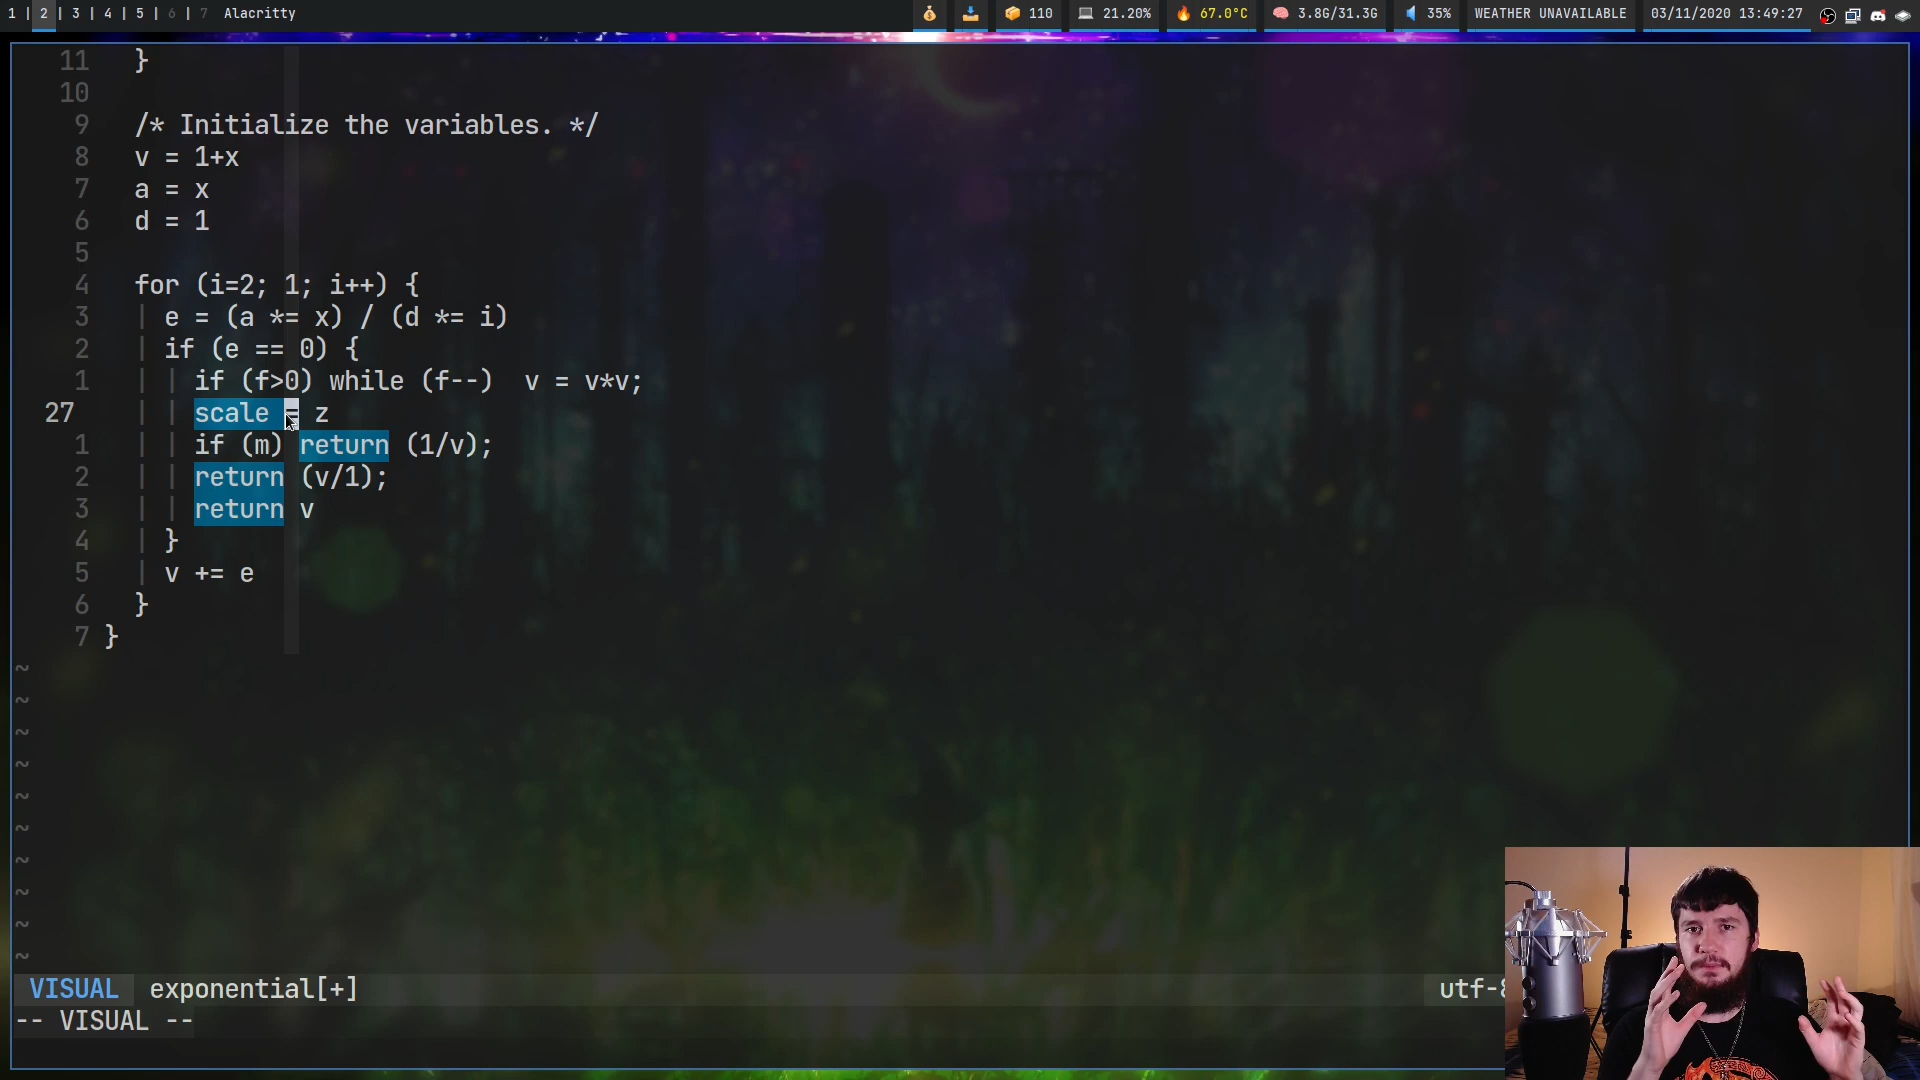 1 | 2 | 3 | 4 | 5 | 6 | 7 Alacritty 110 21.20% 67.0°C 3.8G/31.3G 35% WEATHER UNAVAILABLE 03/11/2020 13:49:27
11 }
10
9 /* Initialize the variables. */
8 v = 1+x
7 a = x
6 d = 1
5
4 for (i=2; 1; i++) {
3 | e = (a *= x) / (d *= i)
2 | if (e == 0) {
1 | | if (f>0) while (f--)  v = v*v;
27 | | scale = z
1 | | if (m) return (1/v);
2 | | return (v/1);
3 | | return v
4 | }
5 | v += e
6 }
7 }
~
~
~
~
~
~
~
~
~
~
VISUAL exponential[+] utf-8
-- VISUAL --